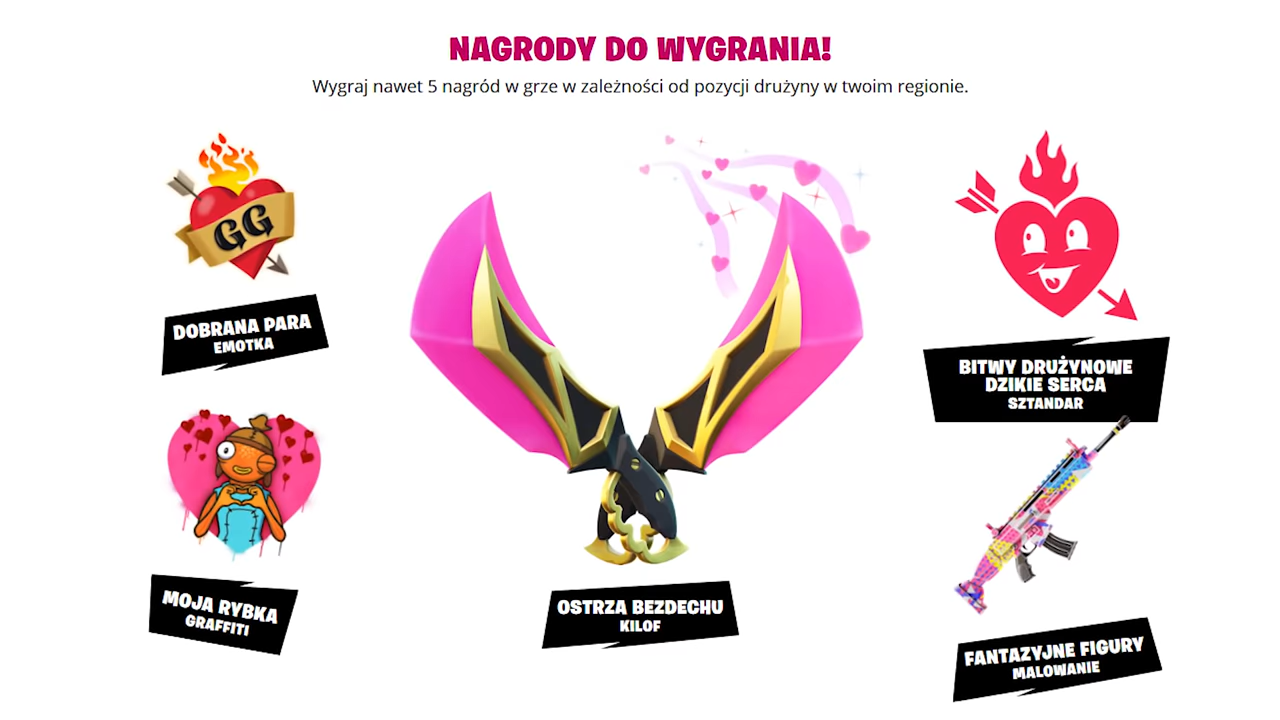 NAGRODY DO WYGRANIA!
Wygraj nawet 5 nagród w grze w zależności od pozycji drużyny w twoim regionie.
GG
DOBRANA PARA
EMOTKA
MOJA RYBKA
GRAFFITI
OSTRZA BEZDECHU
KILOF
BITWY DRUŻYNOWE
DZIKIE SERCA
SZTANDAR
FANTAZYJNE FIGURY
MALOWANIE